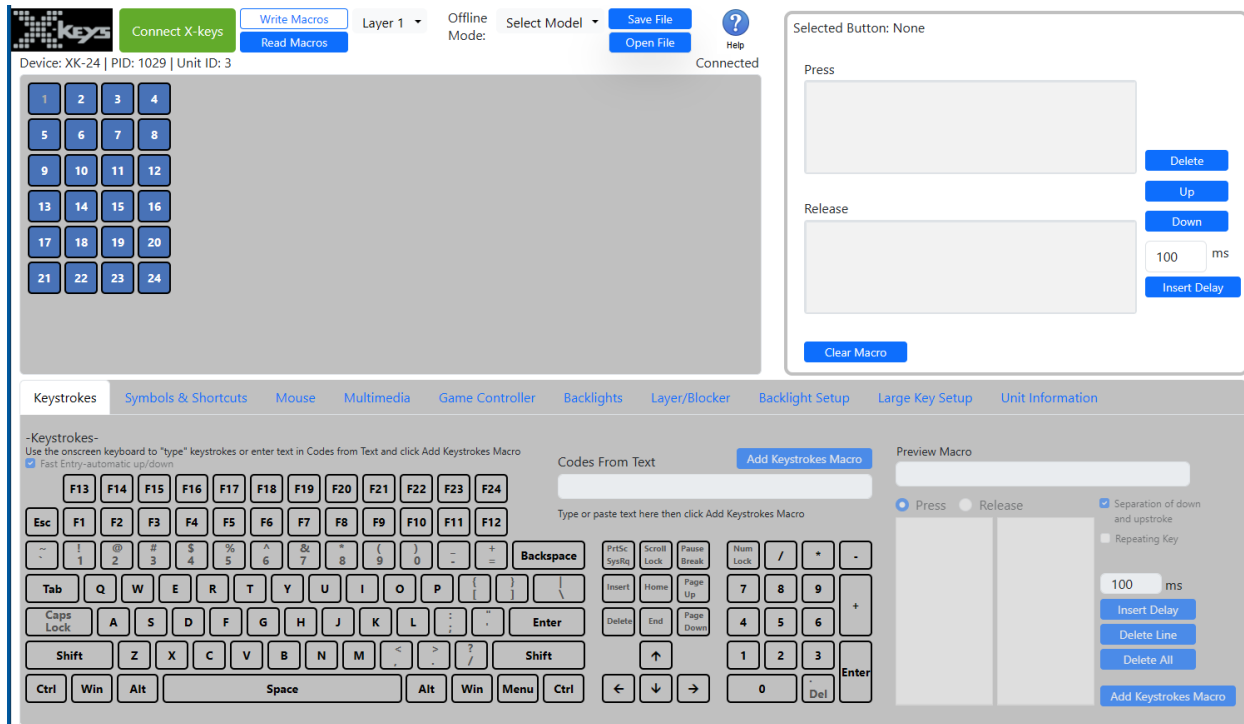 X KEYS
Connect X-keys
Write Macros
Read Macros
Layer 1
Offline Mode:
Select Model
Save File
Open File
?
Help
Device: XK-24 | PID: 1029 | Unit ID: 3
Connected
1 2 3 4
5 6 7 8
9 10 11 12
13 14 15 16
17 18 19 20
21 22 23 24
Selected Button: None
Press
Release
Delete
Up
Down
100 ms
Insert Delay
Clear Macro
Keystrokes Symbols & Shortcuts Mouse Multimedia Game Controller Backlights Layer/Blocker Backlight Setup Large Key Setup Unit Information
-Keystrokes-
Use the onscreen keyboard to "type" keystrokes or enter text in Codes from Text and click Add Keystrokes Macro
Fast Entry-automatic up/down
F13 F14 F15 F16 F17 F18 F19 F20 F21 F22 F23 F24
Esc F1 F2 F3 F4 F5 F6 F7 F8 F9 F10 F11 F12
~ ! @ # $ % ^ & * ( ) _ +
` 1 2 3 4 5 6 7 8 9 0 - = Backspace
Tab Q W E R T Y U I O P { [ } ] | \
Caps Lock A S D F G H J K L : ; " ' Enter
Shift Z X C V B N M < , > . ? / Shift
Ctrl Win Alt Space Alt Win Menu Ctrl
Codes From Text
Add Keystrokes Macro
Type or paste text here then click Add Keystrokes Macro
PrtSc SysRq Scroll Lock Pause Break
Insert Home Page Up
Delete End Page Down
↑
← ↓ →
Num Lock / * -
7 8 9 +
4 5 6
1 2 3 Enter
0 . Del
Preview Macro
Press Release
Separation of down
and upstroke
Repeating Key
100 ms
Insert Delay
Delete Line
Delete All
Add Keystrokes Macro